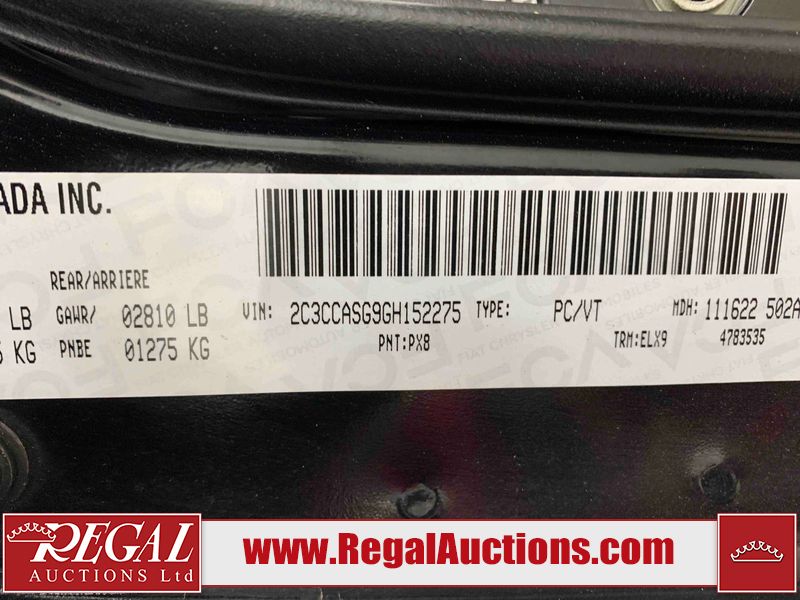 ADA INC.
REAR/ARRIERE
LB GAWR/ 02810 LB VIN: 2C3CCASG9GH152275 TYPE: PC/VT MDH: 111622 502A
KG PNBE 01275 KG PNT:PX8 TRM:ELX9 4783535
REGAL
AUCTIONS Ltd
www.RegalAuctions.com